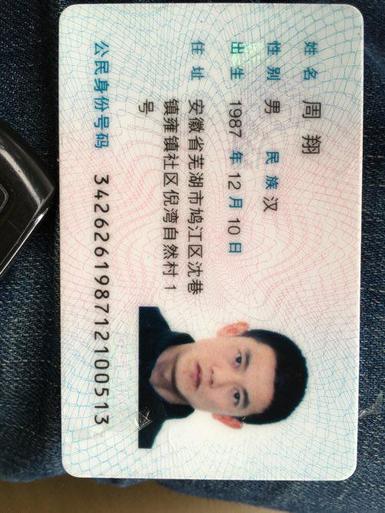 姓名 周翔
性别 男 民族 汉
出生 1987 年 12 月 10 日
住址 安徽省芜湖市鸠江区沈巷
镇雍镇社区倪湾自然村1
号
公民身份号码 342626198712100513